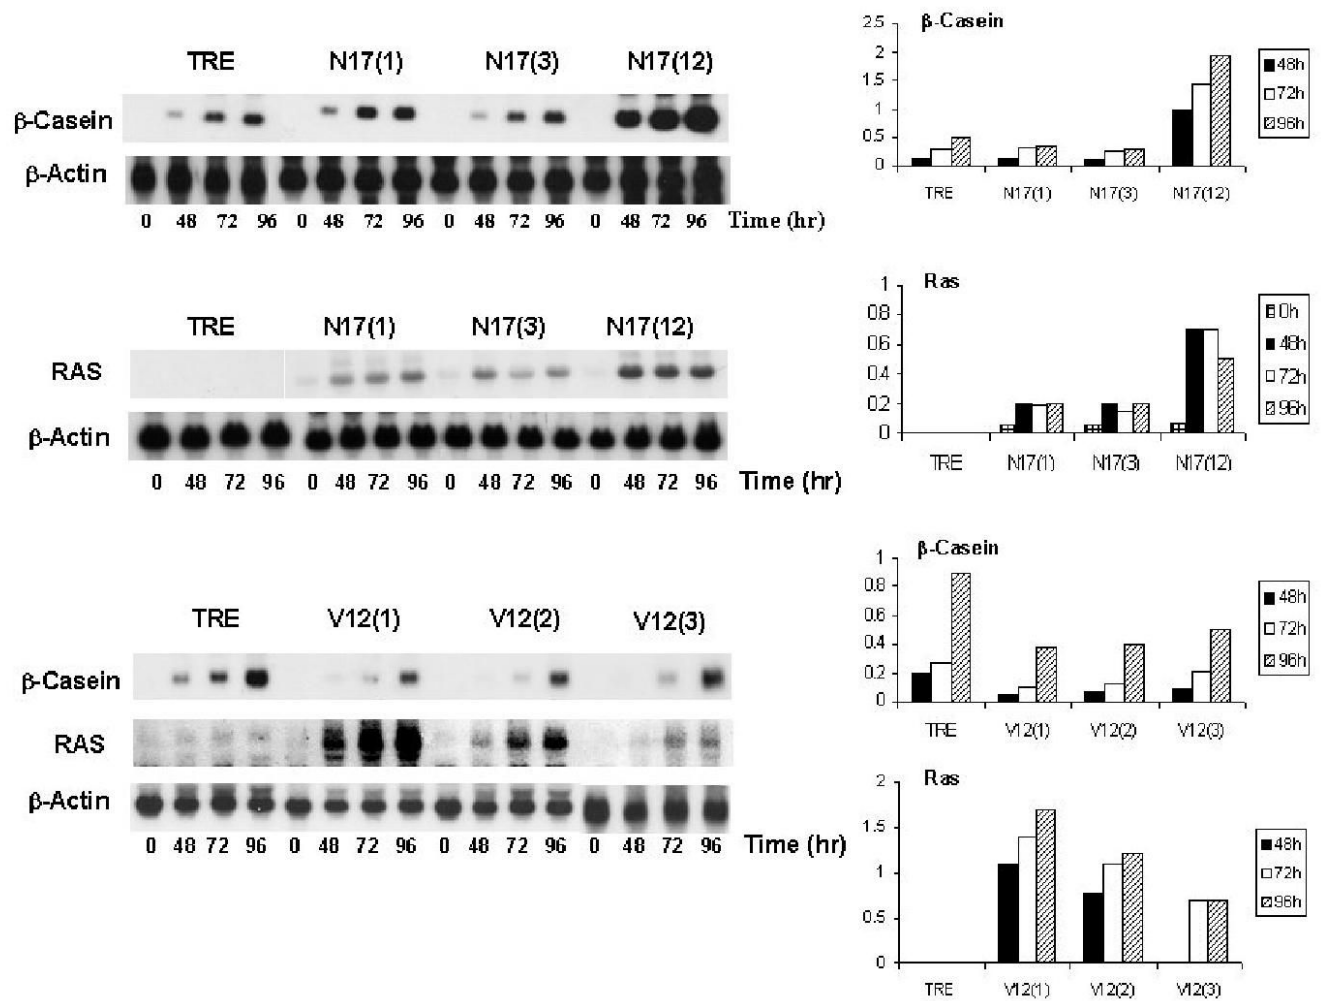 TRE N17(1) N17(3) N17(12)
β-Casein
β-Actin
0 48 72 96 0 48 72 96 0 48 72 96 0 48 72 96 Time (hr)
β-Casein
2.5
2
1.5
1
0.5
0
TRE N17(1) N17(3) N17(12)
48h
72h
96h
TRE N17(1) N17(3) N17(12)
RAS
β-Actin
0 48 72 96 0 48 72 96 0 48 72 96 0 48 72 96 Time (hr)
Ras
1
0.8
0.6
0.4
0.2
0
TRE N17(1) N17(3) N17(12)
0h
48h
72h
96h
TRE V12(1) V12(2) V12(3)
β-Casein
RAS
β-Actin
0 48 72 96 0 48 72 96 0 48 72 96 0 48 72 96 Time (hr)
β-Casein
1
0.8
0.6
0.4
0.2
0
TRE V12(1) V12(2) V12(3)
48h
72h
96h
Ras
2
1.5
1
0.5
0
TRE V12(1) V12(2) V12(3)
48h
72h
96h